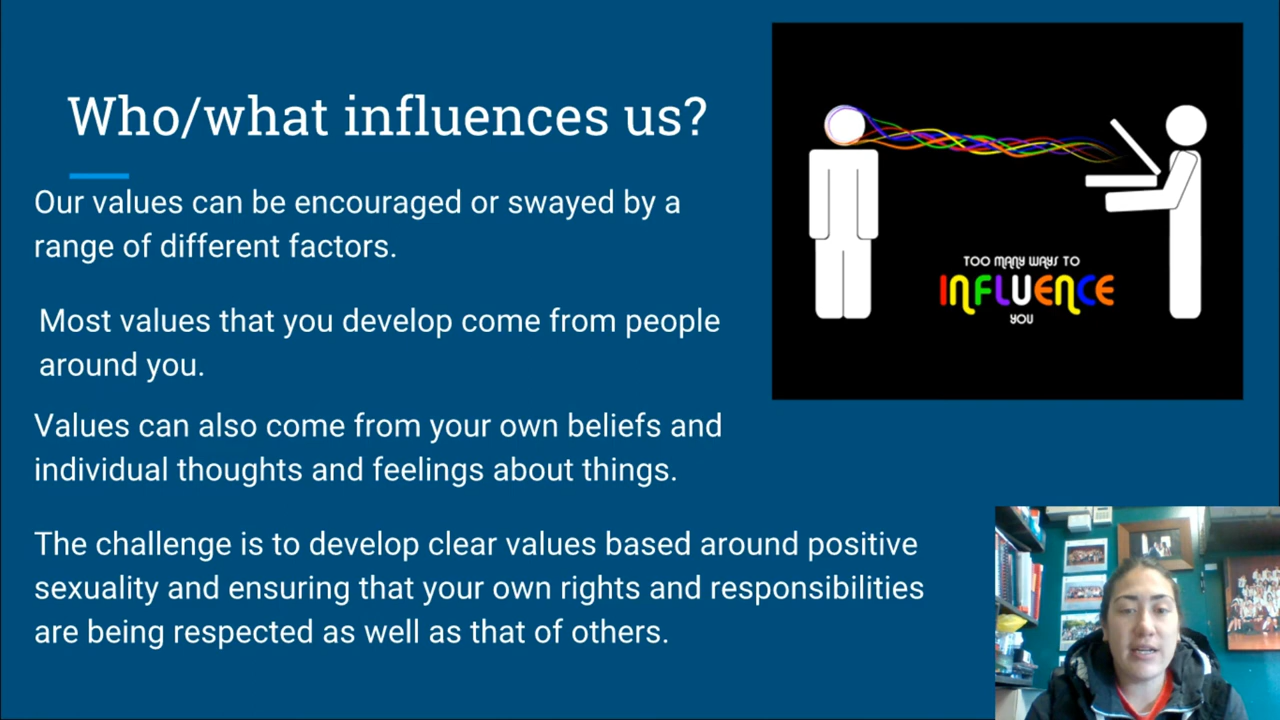 Who/what influences us?
Our values can be encouraged or swayed by a
range of different factors.
Most values that you develop come from people
around you.
Values can also come from your own beliefs and
individual thoughts and feelings about things.
The challenge is to develop clear values based around positive
sexuality and ensuring that your own rights and responsibilities
are being respected as well as that of others.
TOO MANY WAYS TO
INFLUENCE
YOU